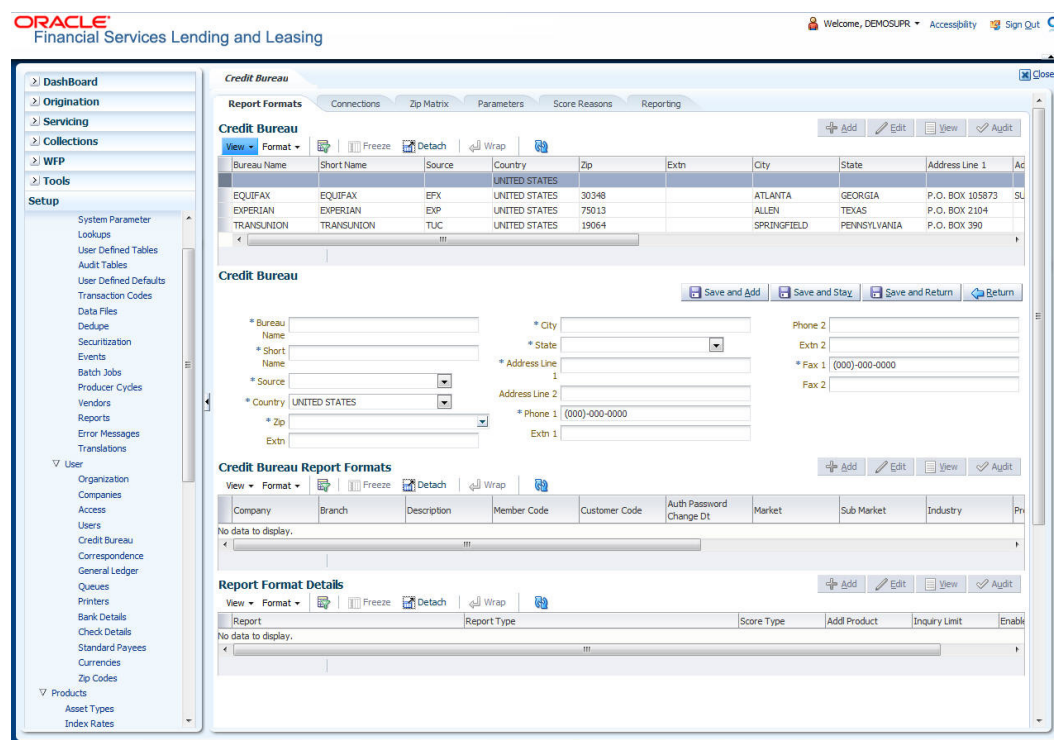 ORACLE
Financial Services Lending and Leasing
Welcome, DEMOSUPR Accessibility Sign Out
Close
DashBoard
Origination
Servicing
Collections
WFP
Tools
Setup
System Parameter
Lookups
User Defined Tables
Audit Tables
User Defined Defaults
Transaction Codes
Data Files
Dedupe
Securitization
Events
Batch Jobs
Producer Cycles
Vendors
Reports
Error Messages
Translations
User
Organization
Companies
Access
Users
Credit Bureau
Correspondence
General Ledger
Queues
Printers
Bank Details
Check Details
Standard Payees
Currencies
Zip Codes
Products
Asset Types
Index Rates
Credit Bureau
Report Formats Connections Zip Matrix Parameters Score Reasons Reporting
Credit Bureau
Add Edit View Audit
View Format Freeze Detach Wrap
Bureau Name Short Name Source Country Zip Extn City State Address Line 1 Ad
UNITED STATES
EQUIFAX EQUIFAX EFX UNITED STATES 30348 ATLANTA GEORGIA P.O. BOX 105873 SU
EXPERIAN EXPERIAN EXP UNITED STATES 75013 ALLEN TEXAS P.O. BOX 2104
TRANSUNION TRANSUNION TUC UNITED STATES 19064 SPRINGFIELD PENNSYLVANIA P.O. BOX 390
Credit Bureau
Save and Add Save and Stay Save and Return Return
* Bureau Name
* Short Name
* Source
* Country UNITED STATES
* Zip
Extn
* City
* State
* Address Line 1
Address Line 2
* Phone 1 (000)-000-0000
Extn 1
Phone 2
Extn 2
* Fax 1 (000)-000-0000
Fax 2
Credit Bureau Report Formats
Add Edit View Audit
View Format Freeze Detach Wrap
Company Branch Description Member Code Customer Code Auth Password Change Dt Market Sub Market Industry Pr
No data to display.
Report Format Details
Add Edit View Audit
View Format Freeze Detach Wrap
Report Report Type Score Type Addl Product Inquiry Limit Enable
No data to display.